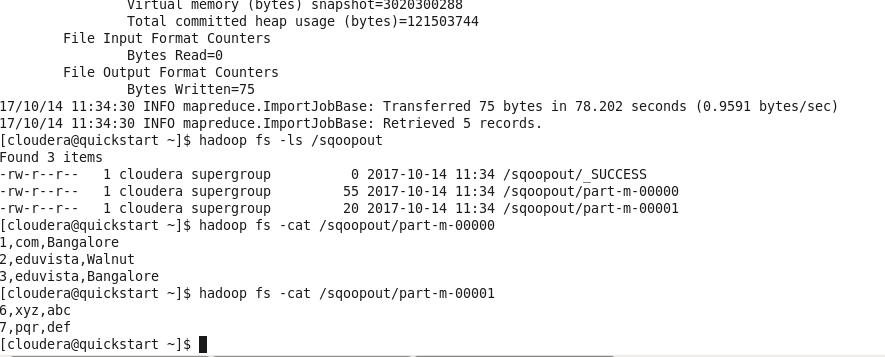 Virtual memory (bytes) snapshot=3020300288
Total committed heap usage (bytes)=121503744
File Input Format Counters
Bytes Read=0
File Output Format Counters
Bytes Written=75
17/10/14 11:34:30 INFO mapreduce.ImportJobBase: Transferred 75 bytes in 78.202 seconds (0.9591 bytes/sec)
17/10/14 11:34:30 INFO mapreduce.ImportJobBase: Retrieved 5 records.
[cloudera@quickstart ~]$ hadoop fs -ls /sqoopout
Found 3 items
-rw-r--r--   1 cloudera supergroup          0 2017-10-14 11:34 /sqoopout/_SUCCESS
-rw-r--r--   1 cloudera supergroup         55 2017-10-14 11:34 /sqoopout/part-m-00000
-rw-r--r--   1 cloudera supergroup         20 2017-10-14 11:34 /sqoopout/part-m-00001
[cloudera@quickstart ~]$ hadoop fs -cat /sqoopout/part-m-00000
1,com,Bangalore
2,eduvista,Walnut
3,eduvista,Bangalore
[cloudera@quickstart ~]$ hadoop fs -cat /sqoopout/part-m-00001
6,xyz,abc
7,pqr,def
[cloudera@quickstart ~]$